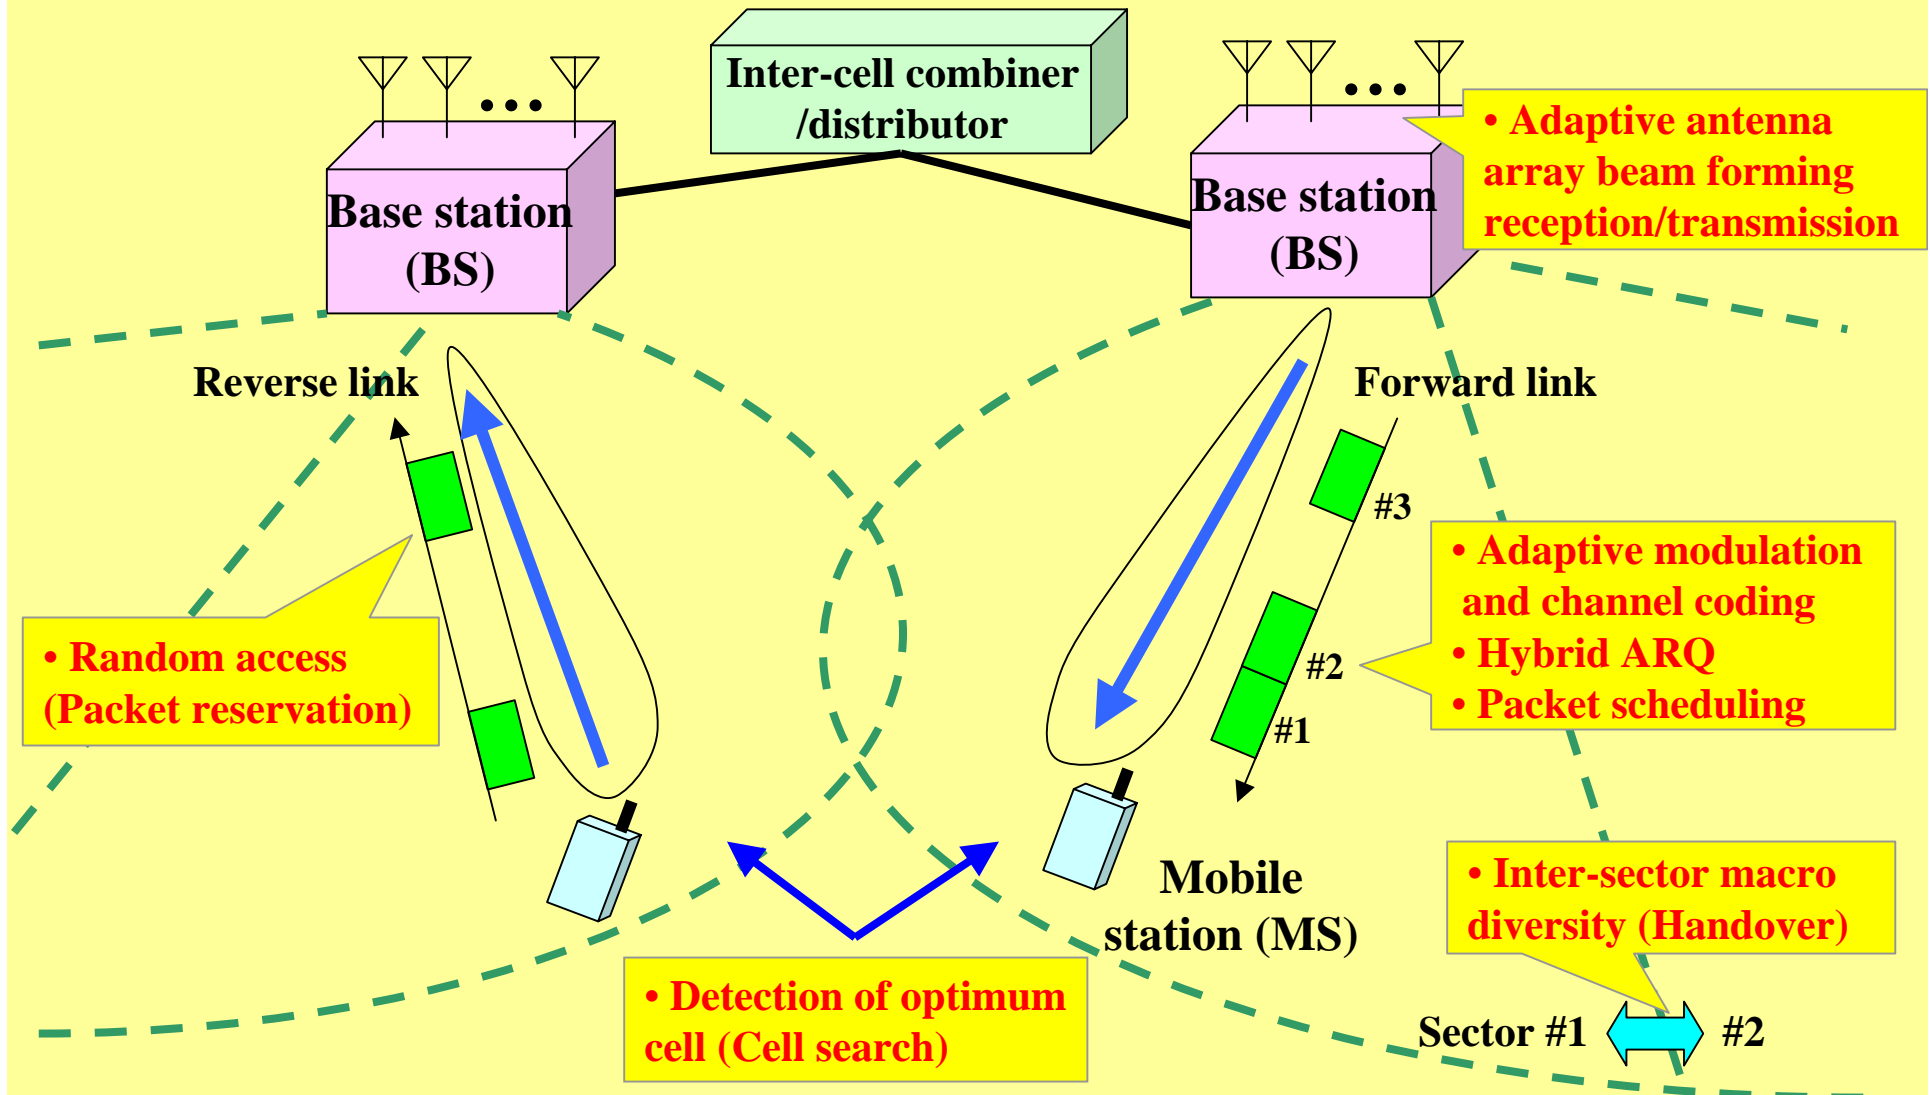 Inter-cell combiner
/distributor
Base station
(BS)
Base station
(BS)
• Adaptive antenna
array beam forming
reception/transmission
Reverse link
Forward link
#3
#2
#1
• Adaptive modulation
and channel coding
• Hybrid ARQ
• Packet scheduling
• Random access
(Packet reservation)
Mobile
station (MS)
• Inter-sector macro
diversity (Handover)
• Detection of optimum
cell (Cell search)
Sector #1 #2